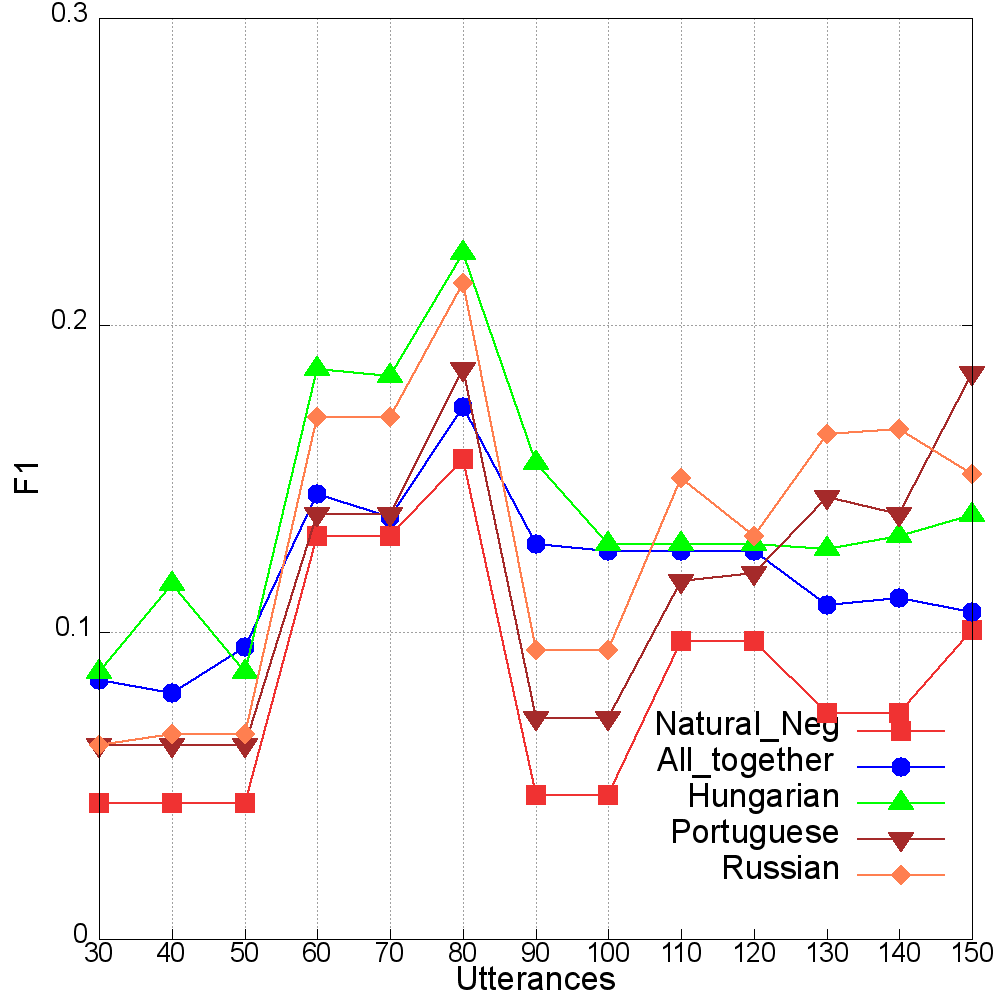 0.3
0.2
F1
0.1
Natural_Neg
All_together
Hungarian
Portuguese
Russian
0
30 40 50 60 70 80 90 100 110 120 130 140 150
Utterances